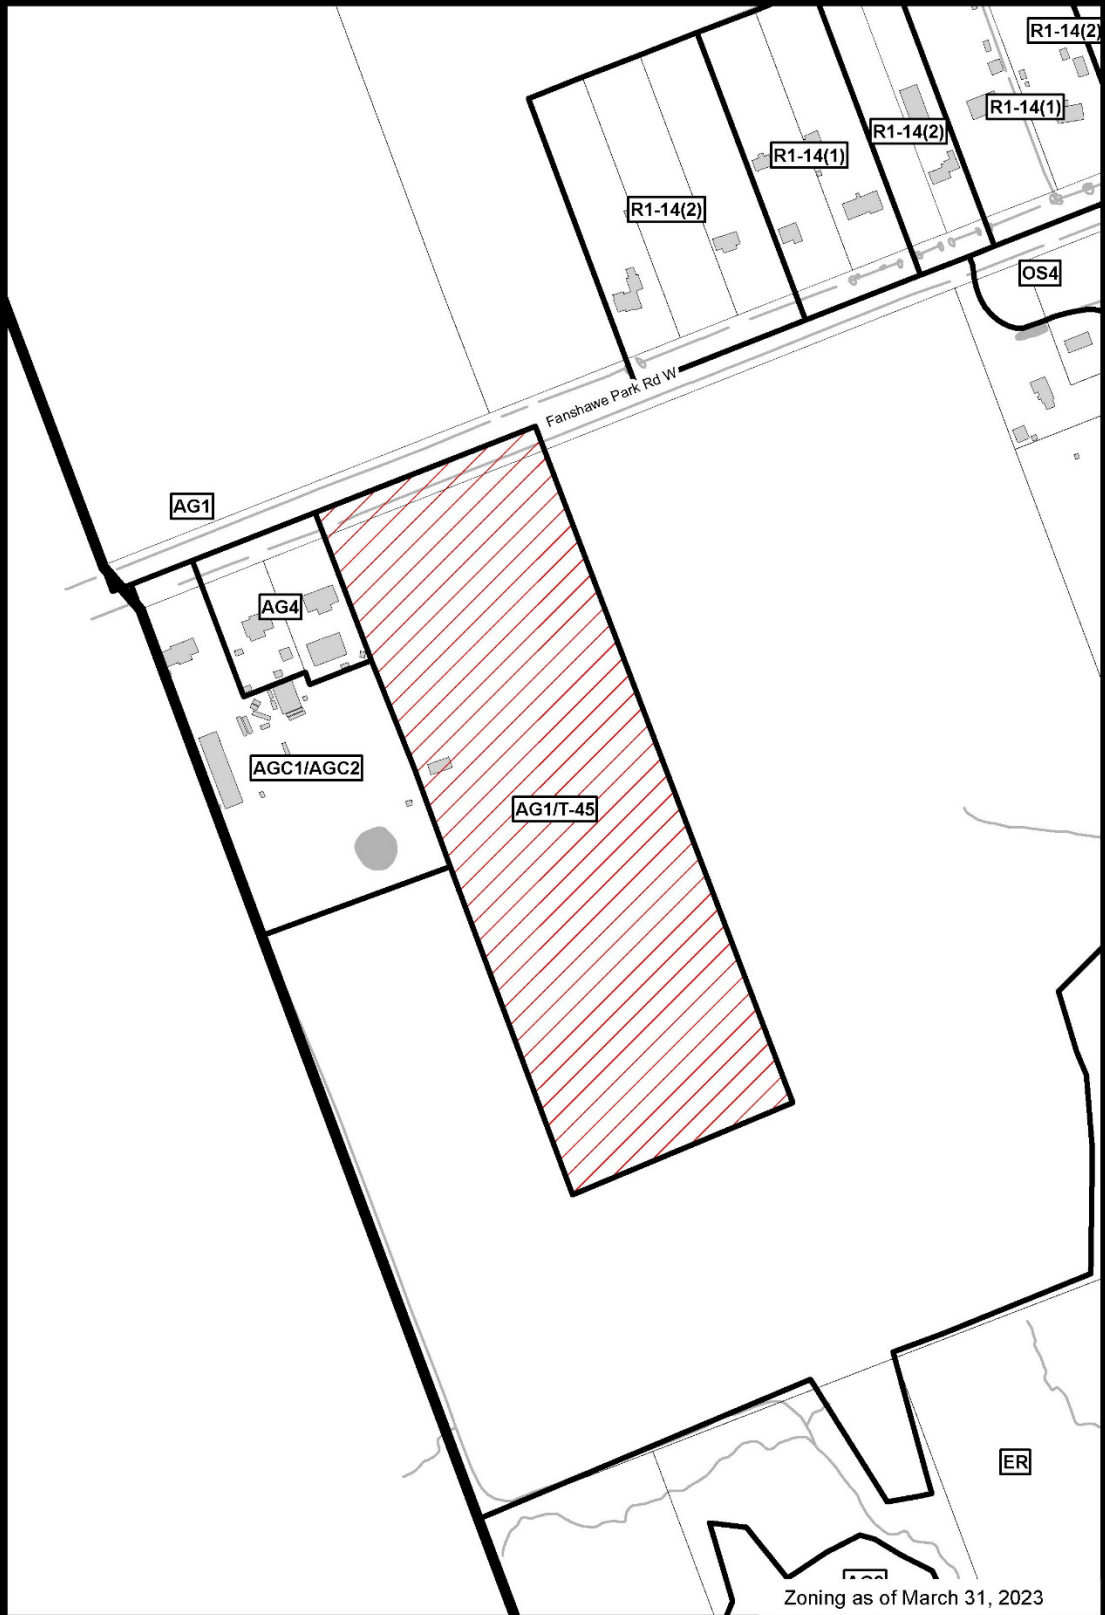 R1-14(2)
R1-14(1)
R1-14(2)
R1-14(1)
R1-14(2)
OS4
Fanshawe Park Rd W
AG1
AG4
AGC1/AGC2
AG1/T-45
ER
Zoning as of March 31, 2023